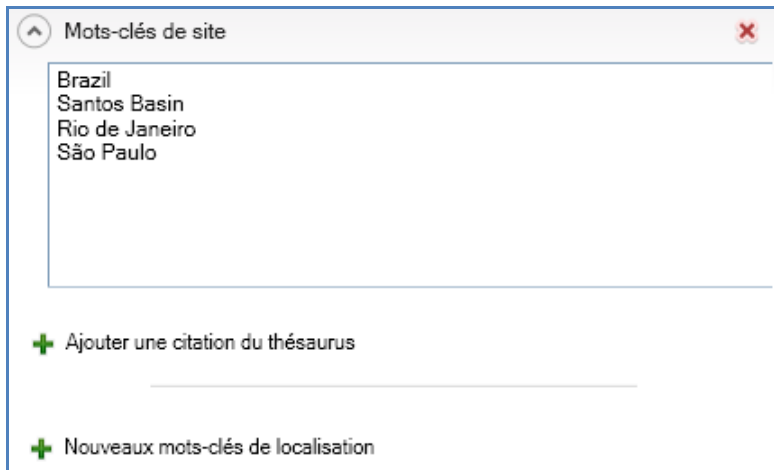 Mots-clés de site
Brazil
Santos Basin
Rio de Janeiro
São Paulo
Ajouter une citation du thésaurus
Nouveaux mots-clés de localisation